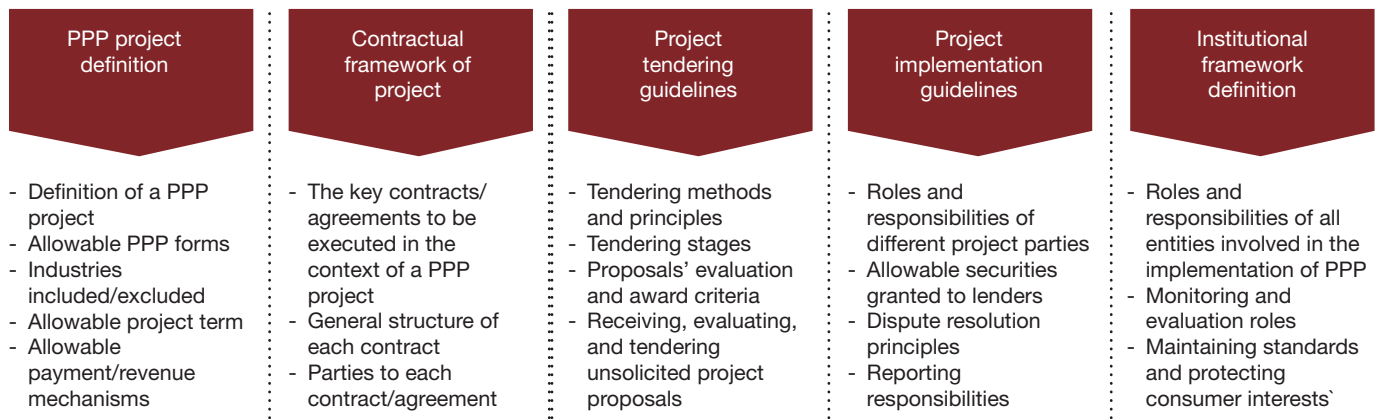 PPP project
definition
- Definition of a PPP
project
- Allowable PPP forms
- Industries
included/excluded
- Allowable project term
- Allowable
payment/revenue
mechanisms
Contractual
framework of
project
- The key contracts/
agreements to be
executed in the
context of a PPP
project
- General structure of
each contract
- Parties to each
contract/agreement
Project
tendering
guidelines
- Tendering methods
and principles
- Tendering stages
- Proposals’ evaluation
and award criteria
- Receiving, evaluating,
and tendering
unsolicited project
proposals
Project
implementation
guidelines
- Roles and
responsibilities of
different project parties
- Allowable securities
granted to lenders
- Dispute resolution
principles
- Reporting
responsibilities
Institutional
framework
definition
- Roles and
responsibilities of all
entities involved in the
implementation of PPP
- Monitoring and
evaluation roles
- Maintaining standards
and protecting
consumer interests`